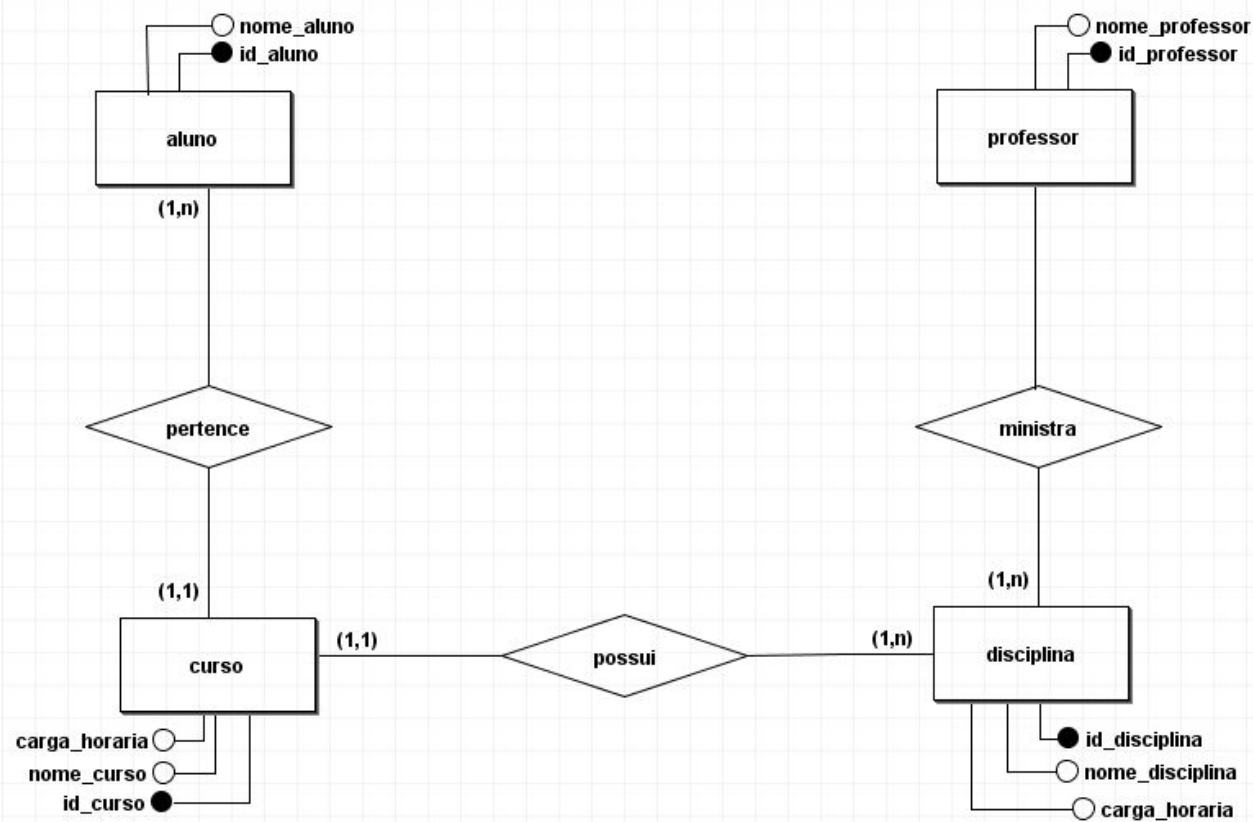 nome_aluno
id_aluno
aluno
(1,n)
nome_professor
id_professor
professor
pertence
ministra
(1,1)
curso
(1,1)
possui
(1,n)
(1,n)
disciplina
carga_horaria
nome_curso
id_curso
id_disciplina
nome_disciplina
carga_horaria